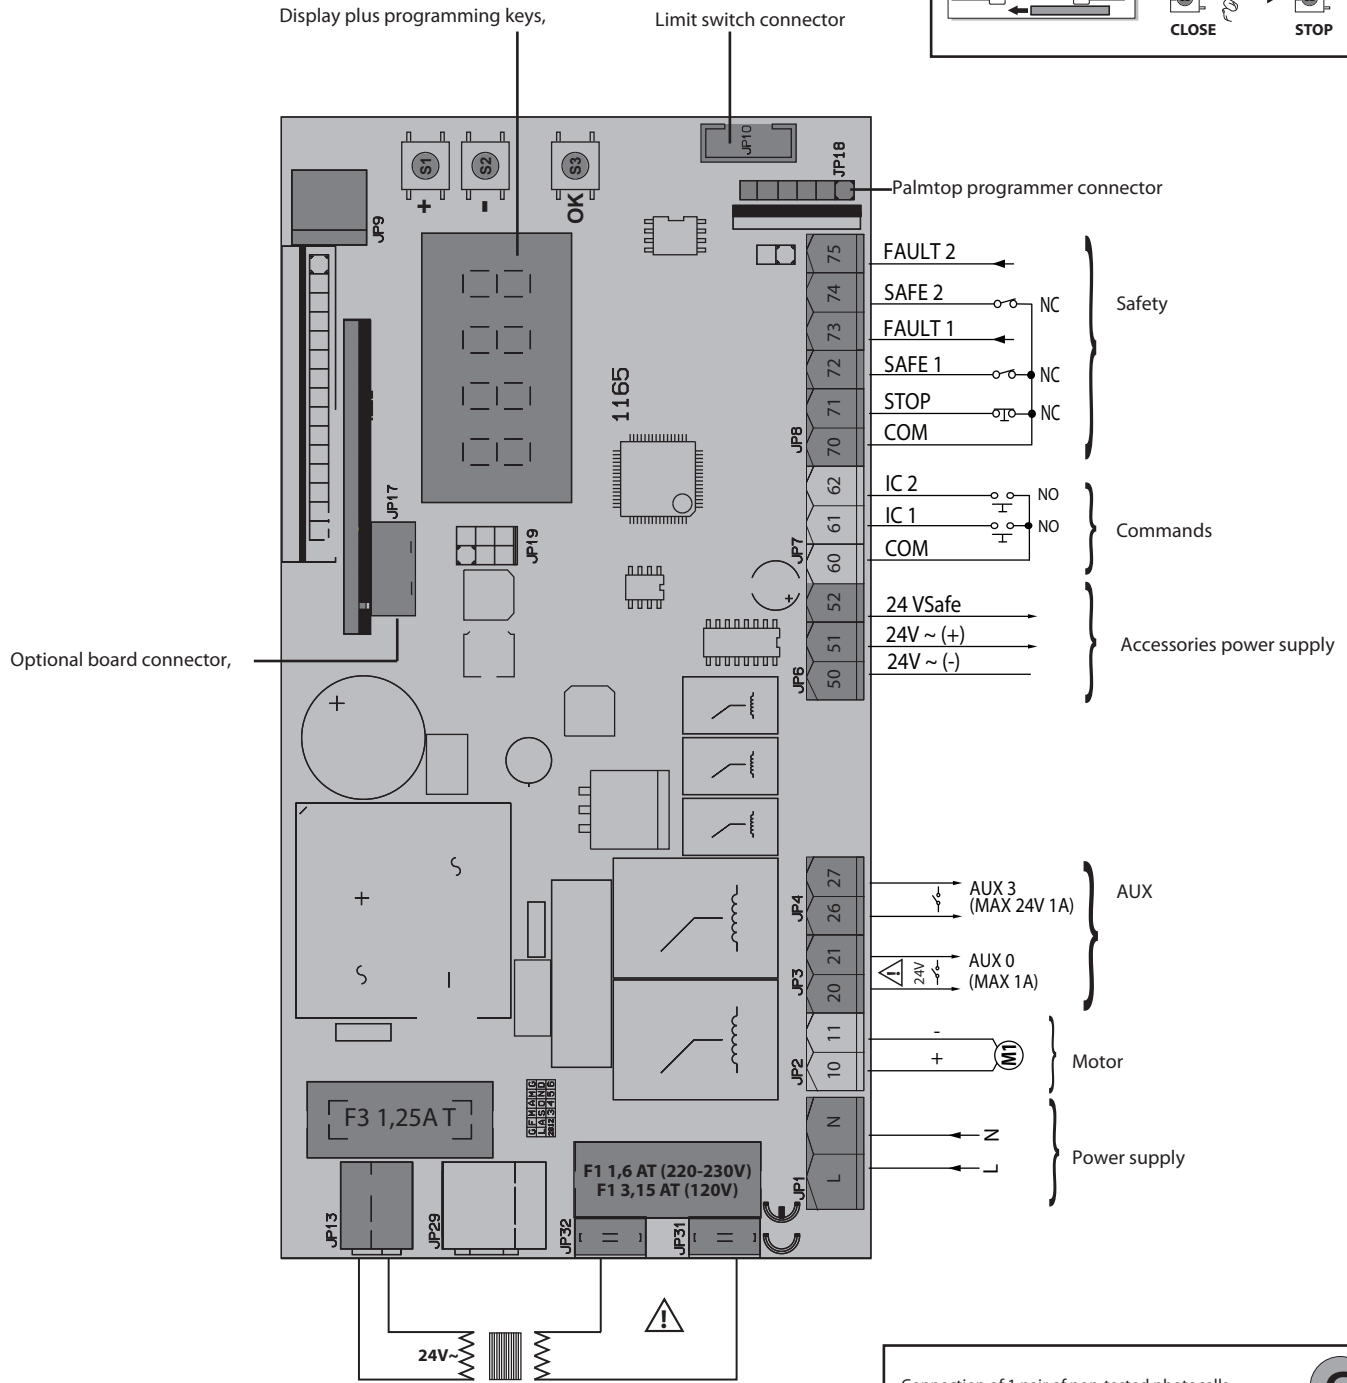 Display plus programming keys,
Limit switch connector
CLOSE
STOP
JP10
S1
S2
S3
+
-
OK
JP18
Palmtop programmer connector
JP9
75
FAULT 2
74
SAFE 2
NC
Safety
73
FAULT 1
72
SAFE 1
NC
71
STOP
NC
JP8
70
COM
1165
62
IC 2
NO
61
IC 1
NO
Commands
JP7
60
COM
JP17
JP19
52
24 VSafe
51
24V ~ (+)
Accessories power supply
JP6
50
24V ~ (-)
Optional board connector,
+
+
27
AUX 3
(MAX 24V 1A)
AUX
JP4
26
21
24V
AUX 0
(MAX 1A)
JP3
20
11
-
M1
Motor
JP2
10
+
F3 1,25A T
GFMAMG
LASOND
2012 3456
N
N
Power supply
L
L
JP1
F1 1,6 AT (220-230V)
F1 3,15 AT (120V)
JP13
JP29
JP32
JP31
CE
24V~